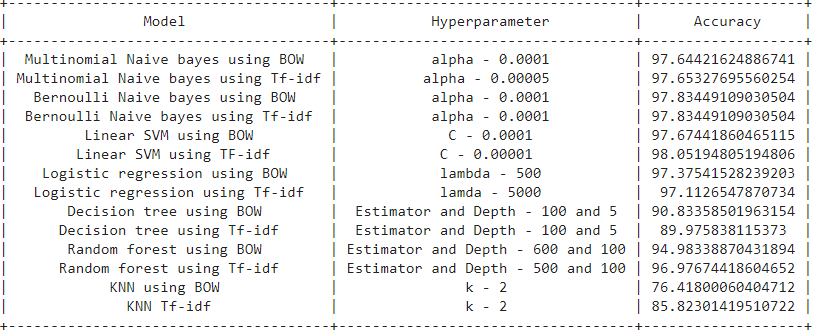 Model | Hyperparameter | Accuracy
Multinomial Naive bayes using BOW | alpha - 0.0001 | 97.64421624886741
Multinomial Naive bayes using Tf-idf | alpha - 0.00005 | 97.65327695560254
Bernoulli Naive bayes using BOW | alpha - 0.0001 | 97.83449109030504
Bernoulli Naive bayes using Tf-idf | alpha - 0.0001 | 97.83449109030504
Linear SVM using BOW | C - 0.0001 | 97.67441860465115
Linear SVM using TF-idf | C - 0.00001 | 98.05194805194806
Logistic regression using BOW | lambda - 500 | 97.37541528239203
Logistic regression using Tf-idf | lamda - 5000 | 97.1126547870734
Decision tree using BOW | Estimator and Depth - 100 and 5 | 90.83358501963154
Decision tree using Tf-idf | Estimator and Depth - 100 and 5 | 89.975838115373
Random forest using BOW | Estimator and Depth - 600 and 100 | 94.98338870431894
Random forest using Tf-idf | Estimator and Depth - 500 and 100 | 96.97674418604652
KNN using BOW | k - 2 | 76.41800060404712
KNN Tf-idf | k - 2 | 85.82301419510722